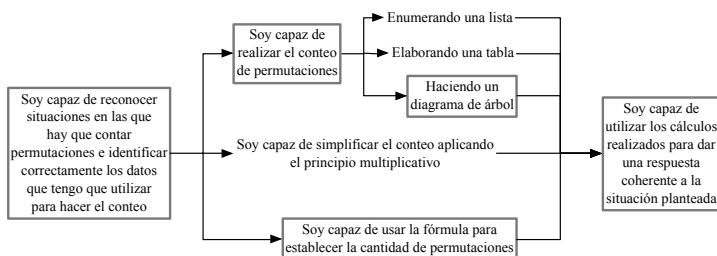 Soy capaz de reconocer
situaciones en las que
hay que contar
permutaciones e identificar
correctamente los datos
que tengo que utilizar
para hacer el conteo
Soy capaz de
realizar el conteo
de permutaciones
Enumerando una lista
Elaborando una tabla
Haciendo un
diagrama de árbol
Soy capaz de simplificar el conteo aplicando
el principio multiplicativo
Soy capaz de usar la fórmula para
establecer la cantidad de permutaciones
Soy capaz de
utilizar los cálculos
realizados para dar
una respuesta
coherente a la
situación planteada